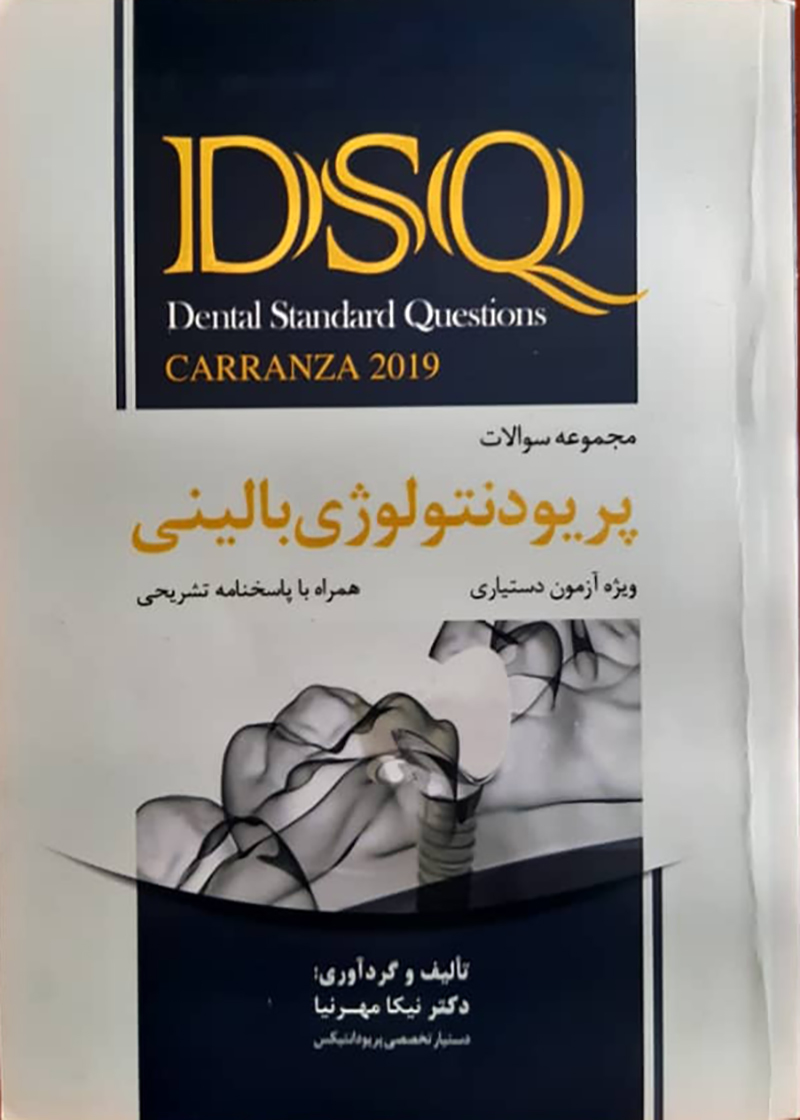 DSQ
Dental Standard Questions
CARRANZA 2019
مجموعه سوالات
پریودنتولوژی بالینی
ویژه آزمون دستیاری همراه با پاسخنامه تشریحی
تألیف و گردآوری:
دکتر نیکا مهرنیا
دستیار تخصصی پریودانتیکس